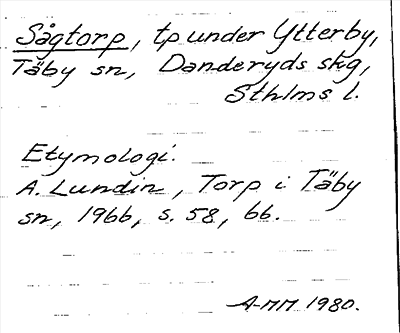 Sågtorp, tp under Ytterby,
Täby sn, Danderyds skg,
Sthlms l.
Etymologi.
A. Lundin, Torp i Täby
sn, 1966, s. 58, 66.
A-MM 1980.